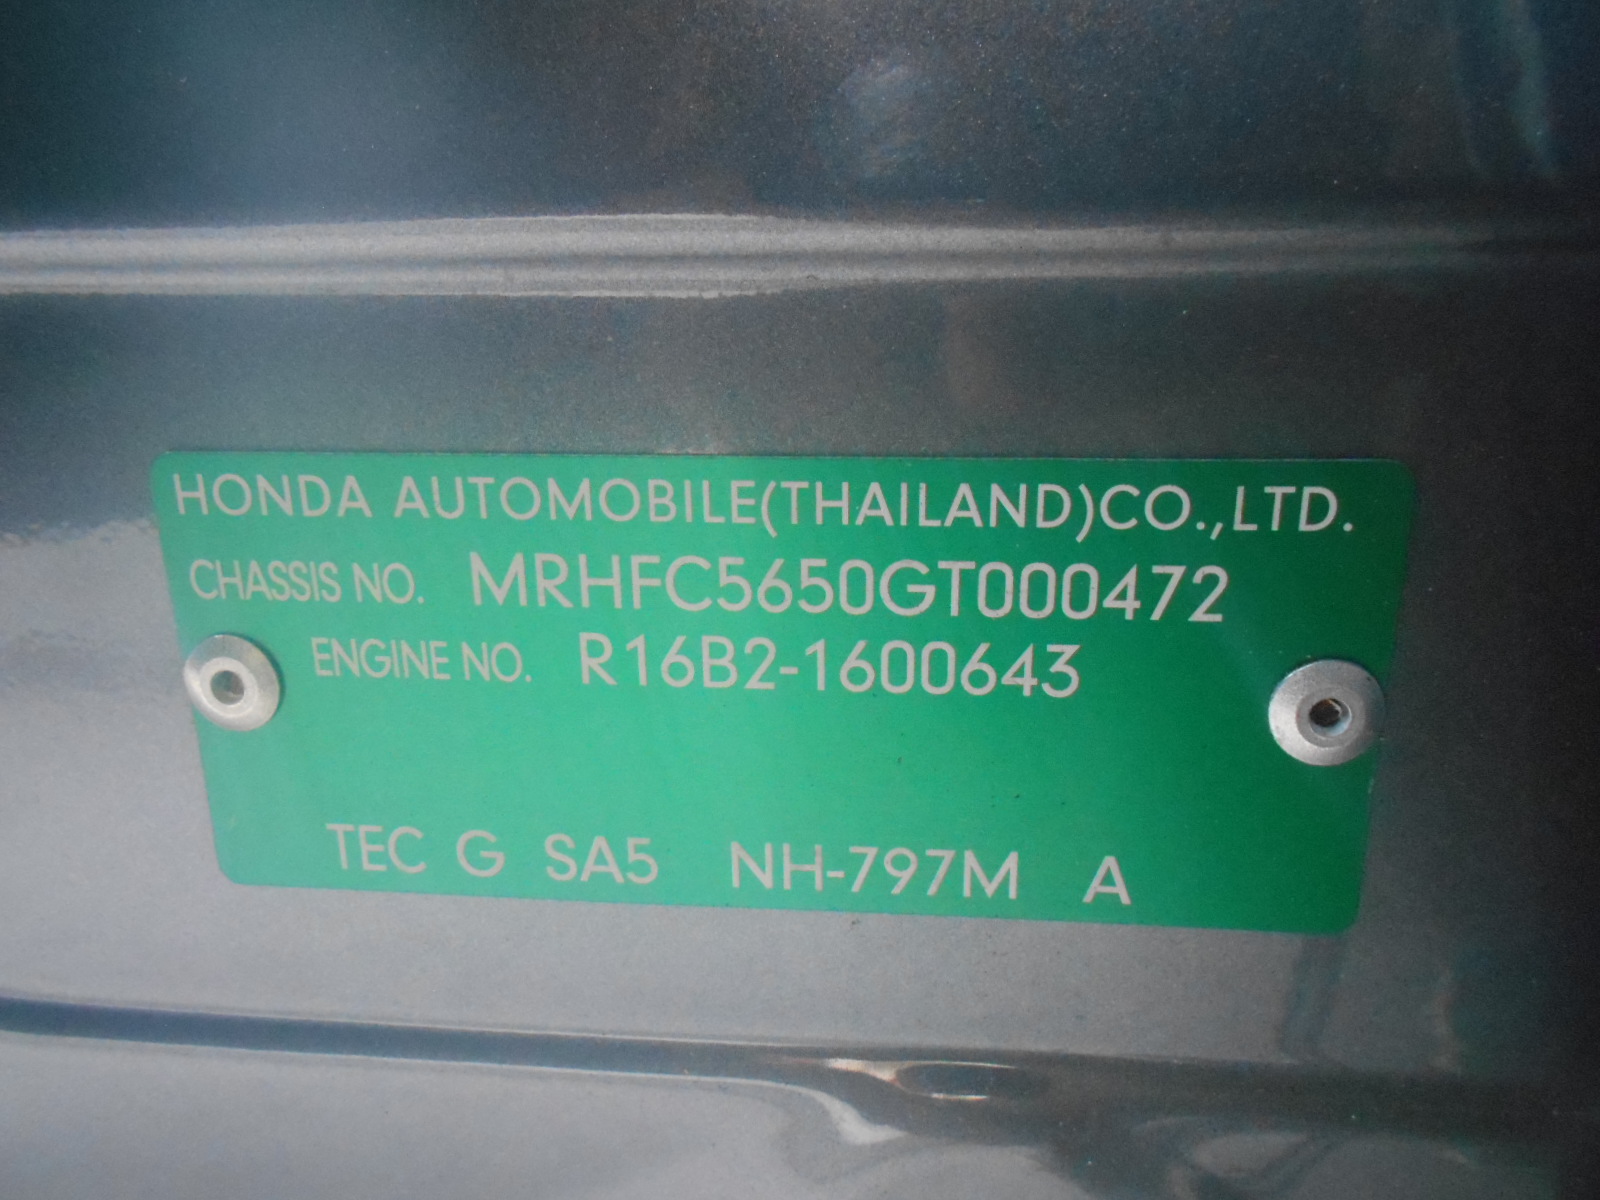 HONDA AUTOMOBILE(THAILAND)CO.,LTD.
CHASSIS NO. MRHFC5650GT000472
ENGINE NO. R16B2-1600643
TEC G SA5 NH-797M A